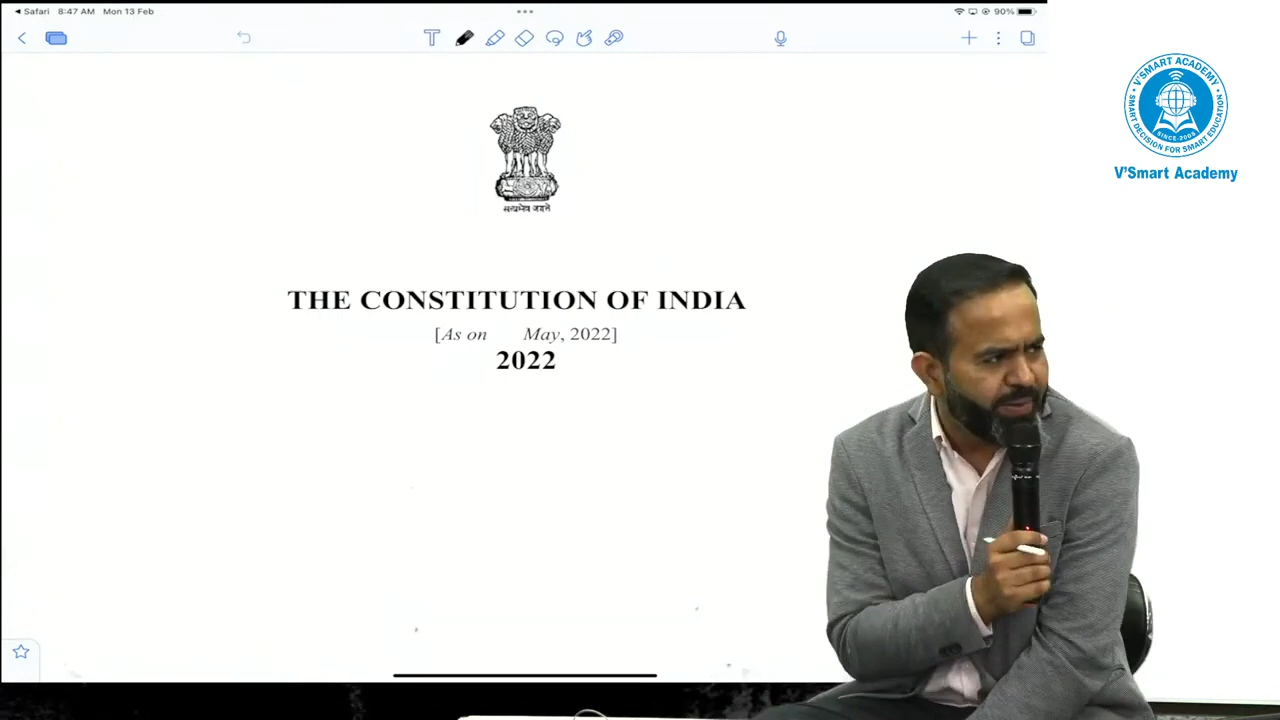 Safari 8:47 AM Mon 13 Feb
90%
T
V'SMART ACADEMY
SMART DECISION FOR SMART EDUCATION
SINCE-2008
V'Smart Academy
सत्यमेव जयते
THE CONSTITUTION OF INDIA
[As on May, 2022]
2022